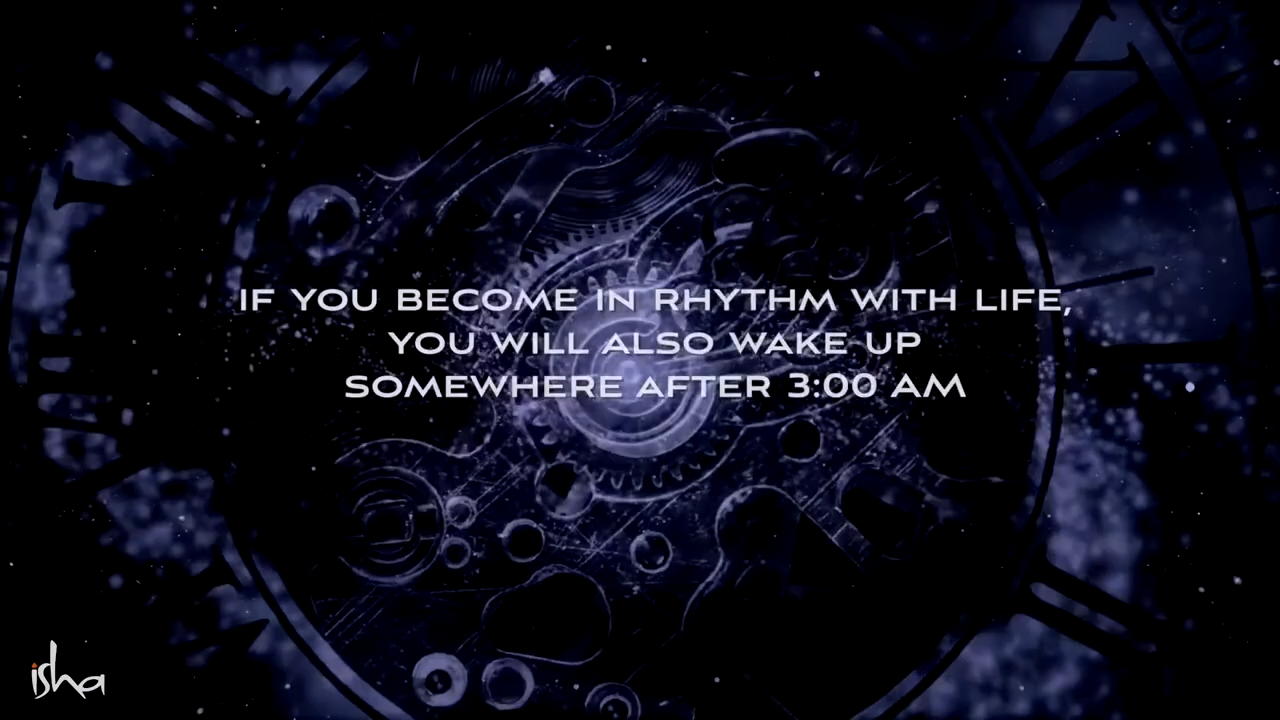 IF YOU BECOME IN RHYTHM WITH LIFE,
YOU WILL ALSO WAKE UP
SOMEWHERE AFTER 3:00 AM
isha